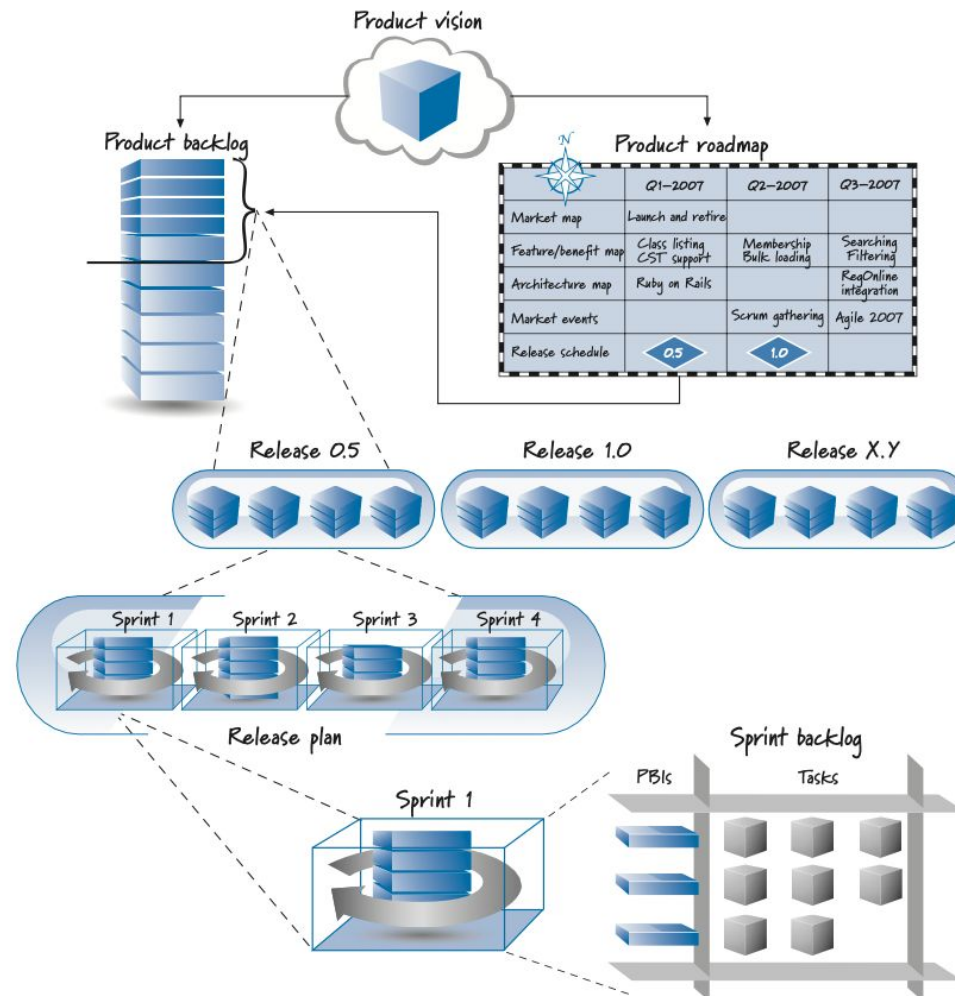 Product vision
Product backlog
Product roadmap
N
Q1-2007 Q2-2007 Q3-2007
Market map Launch and retire
Feature/benefit map Class listing Membership Searching
CST support Bulk loading Filtering
Architecture map Ruby on Rails RegOnline
integration
Market events Scrum gathering Agile 2007
Release schedule 0.5 1.0
Release 0.5 Release 1.0 Release X.Y
Sprint 1 Sprint 2 Sprint 3 Sprint 4
Release plan
Sprint backlog
PBIs Tasks
Sprint 1